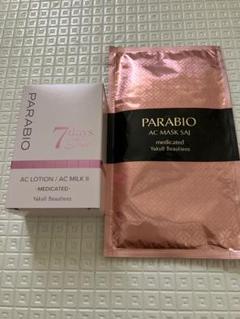 PARABIO
7days
AC LOTION / AC MILK II
-MEDICATED-
Yakult Beautiens
PARABIO
AC MASK SAJ
medicated
Yakult Beautiens